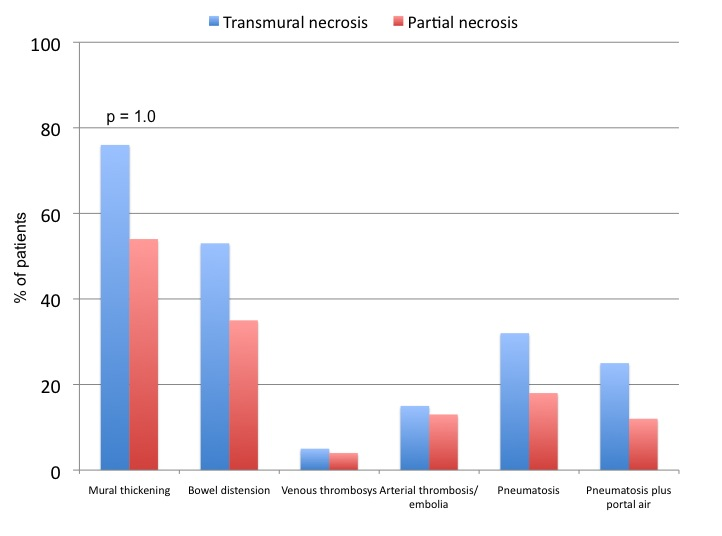 Transmural necrosis Partial necrosis
100
p = 1.0
80
60
% of patients
40
20
0
Mural thickening Bowel distension Venous thrombosys Arterial thrombosis/ Pneumatosis Pneumatosis plus
embolia portal air